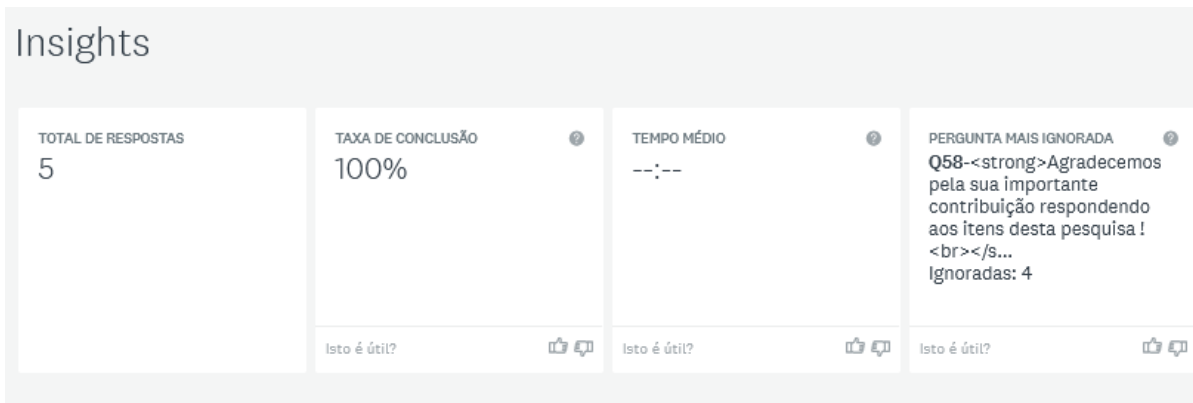 Insights
TOTAL DE RESPOSTAS
5
TAXA DE CONCLUSÃO
100%
Isto é útil?
TEMPO MÉDIO
--:--
Isto é útil?
PERGUNTA MAIS IGNORADA
Q58-<strong>Agradecemos
pela sua importante
contribuição respondendo
aos itens desta pesquisa !
<br></s...
Ignoradas: 4
Isto é útil?